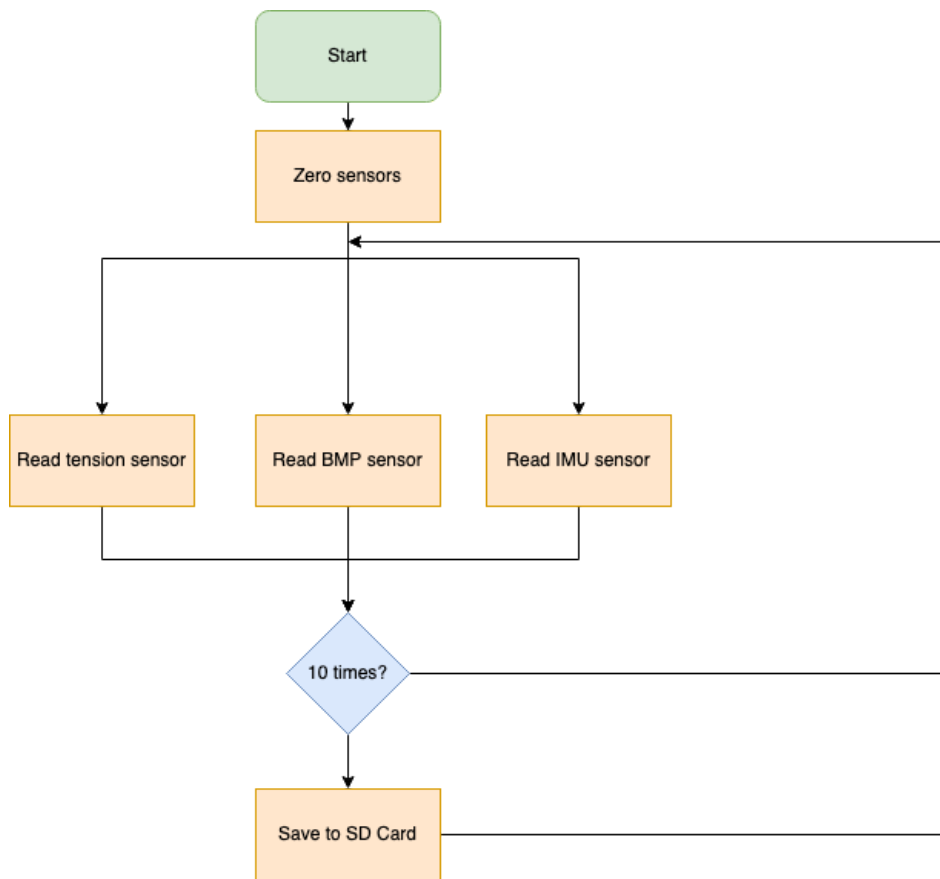 Start
Zero sensors
Read tension sensor
Read BMP sensor
Read IMU sensor
10 times?
Save to SD Card